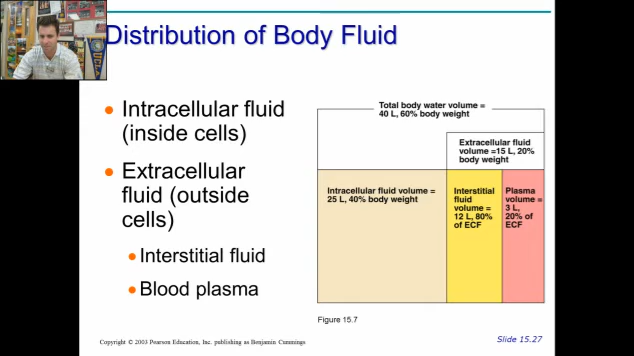 Distribution of Body Fluid
• Intracellular fluid
(inside cells)
• Extracellular
fluid (outside
cells)
• Interstitial fluid
• Blood plasma
Total body water volume =
40 L, 60% body weight
Extracellular fluid
volume =15 L, 20%
body weight
Intracellular fluid volume =
25 L, 40% body weight
Interstitial
fluid
volume =
12 L, 80%
of ECF
Plasma
volume =
3 L,
20% of
ECF
Figure 15.7
Copyright © 2003 Pearson Education, Inc. publishing as Benjamin Cummings
Slide 15.27
UCLA